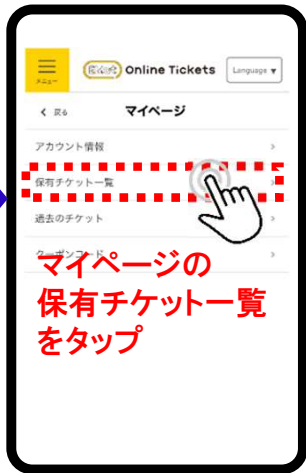 メニュー
Online Tickets
Language ▼
戻る
マイページ
アカウント情報
保有チケット一覧
過去のチケット
クーポンコード
マイページの
保有チケット一覧
をタップ